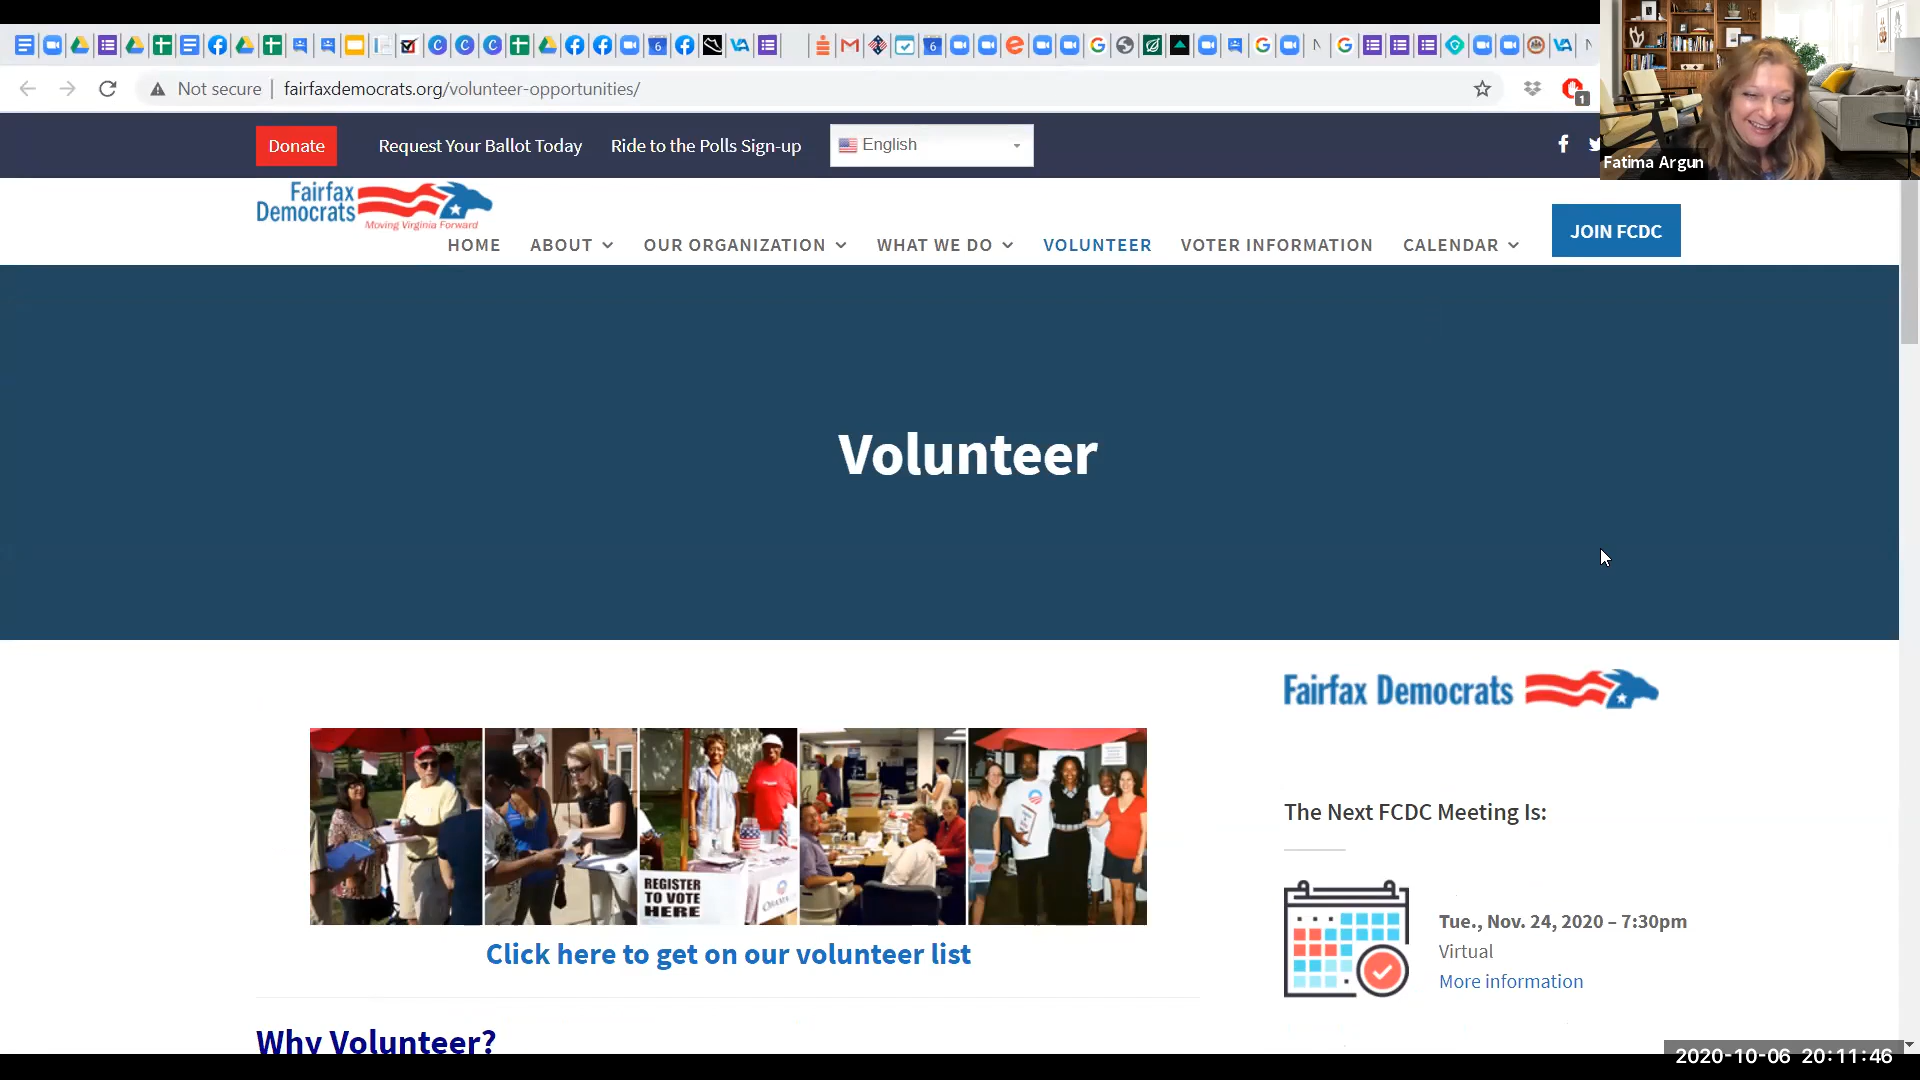 Not secure
fairfaxdemocrats.org/volunteer-opportunities/
1
Fatima Argun
Donate
Request Your Ballot Today
Ride to the Polls Sign-up
English
Fairfax
Democrats
Moving Virginia Forward
HOME
ABOUT
OUR ORGANIZATION
WHAT WE DO
VOLUNTEER
VOTER INFORMATION
CALENDAR
JOIN FCDC
Volunteer
Fairfax Democrats
REGISTER
TO VOTE
HERE
Click here to get on our volunteer list
Why Volunteer?
The Next FCDC Meeting Is:
Tue., Nov. 24, 2020 – 7:30pm
Virtual
More information
2020-10-06 20:11:46